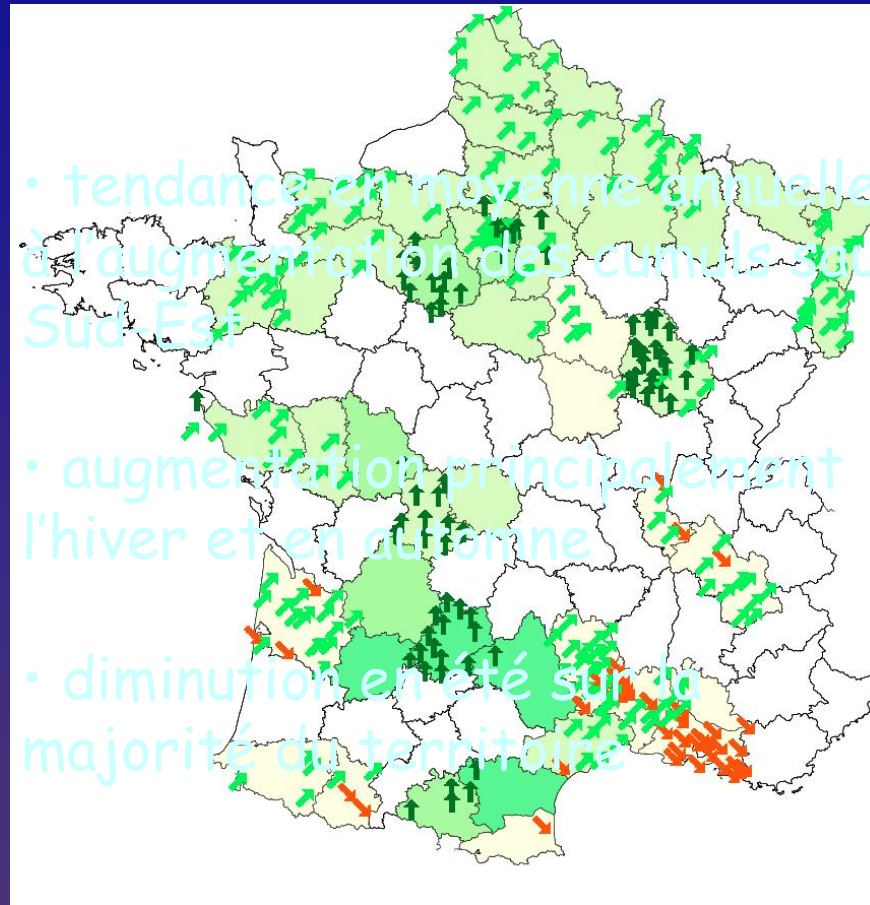 • tendance en moyenne annuelle
à l'augmentation des cumuls sau
Sud-Est
• augmentation principalement
l'hiver et en automne
• diminution en été sur la
majorité du territoire